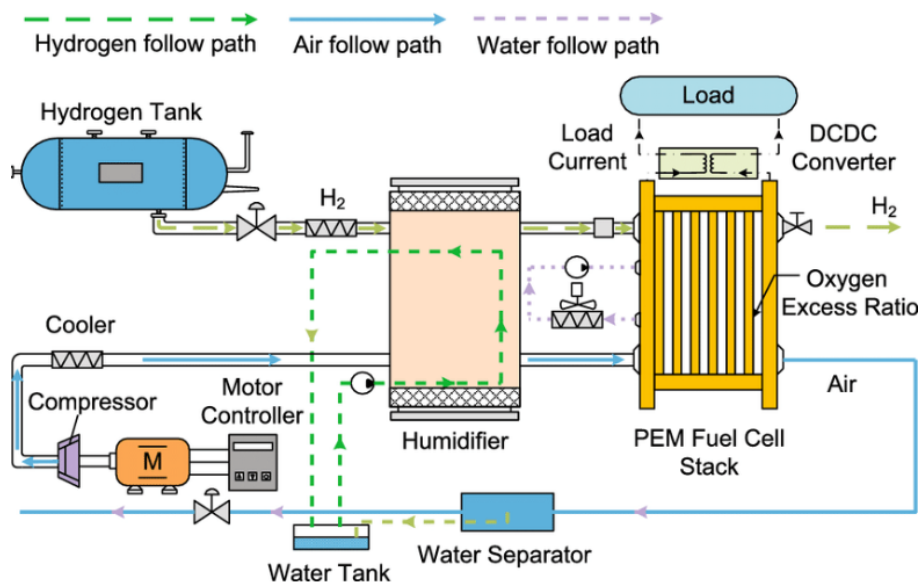 Hydrogen follow path
Air follow path
Water follow path
Hydrogen Tank
Load
Load
Current
DCDC
Converter
H2
H2
Oxygen
Excess Ratio
Cooler
Compressor
Motor
Controller
M
Humidifier
PEM Fuel Cell
Stack
Air
Water Separator
Water Tank